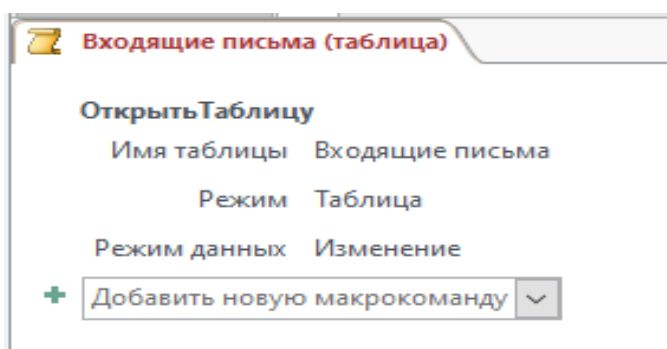 Входящие письма (таблица)
ОткрытьТаблицу
Имя таблицы Входящие письма
Режим Таблица
Режим данных Изменение
Добавить новую макрокоманду